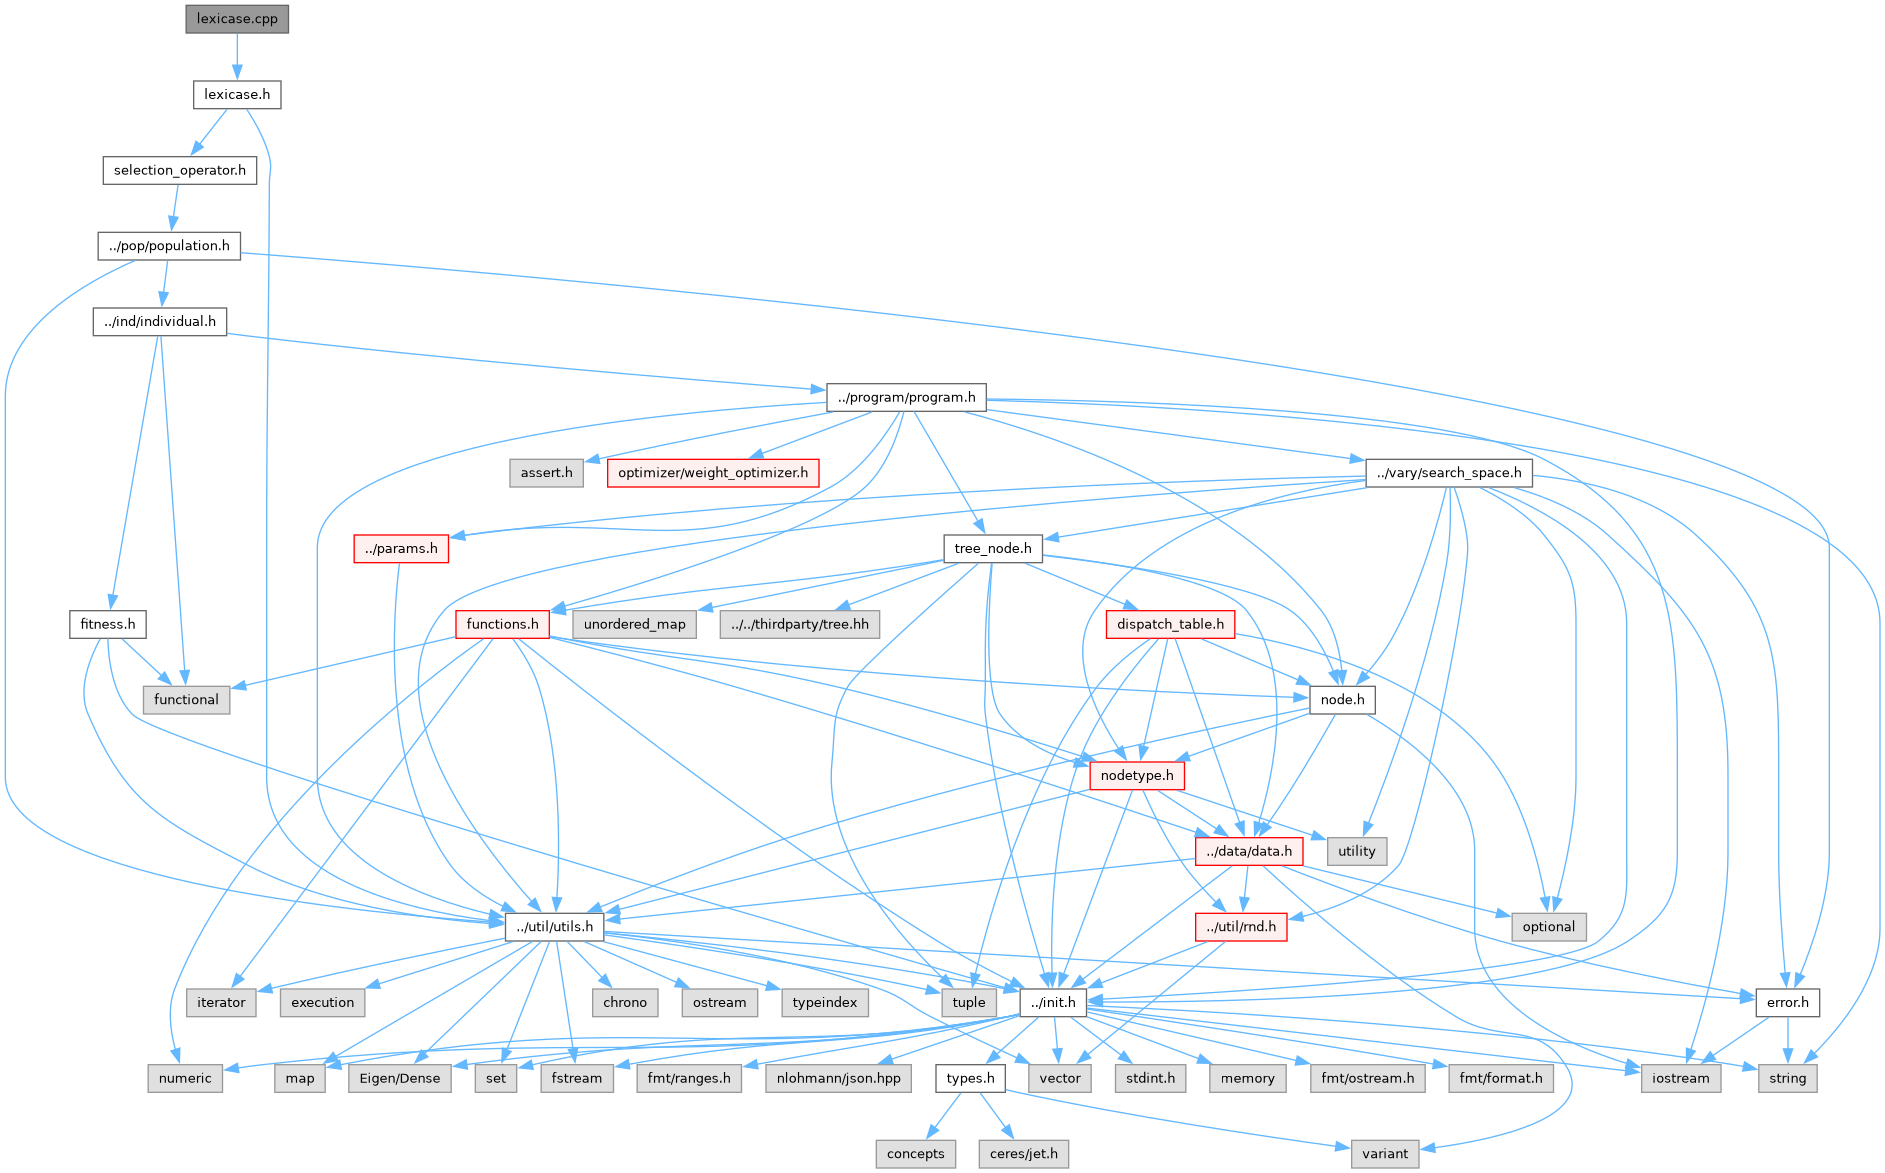 lexicase.cpp
lexicase.h
selection_operator.h
../pop/population.h
../ind/individual.h
../program/program.h
assert.h
optimizer/weight_optimizer.h
../vary/search_space.h
../params.h
tree_node.h
fitness.h
functions.h
unordered_map
../../thirdparty/tree.hh
dispatch_table.h
functional
node.h
nodetype.h
../data/data.h
utility
../util/utils.h
../util/rnd.h
optional
iterator
execution
chrono
ostream
typeindex
tuple
../init.h
error.h
numeric
map
Eigen/Dense
set
fstream
fmt/ranges.h
nlohmann/json.hpp
types.h
vector
stdint.h
memory
fmt/ostream.h
fmt/format.h
iostream
string
concepts
ceres/jet.h
variant